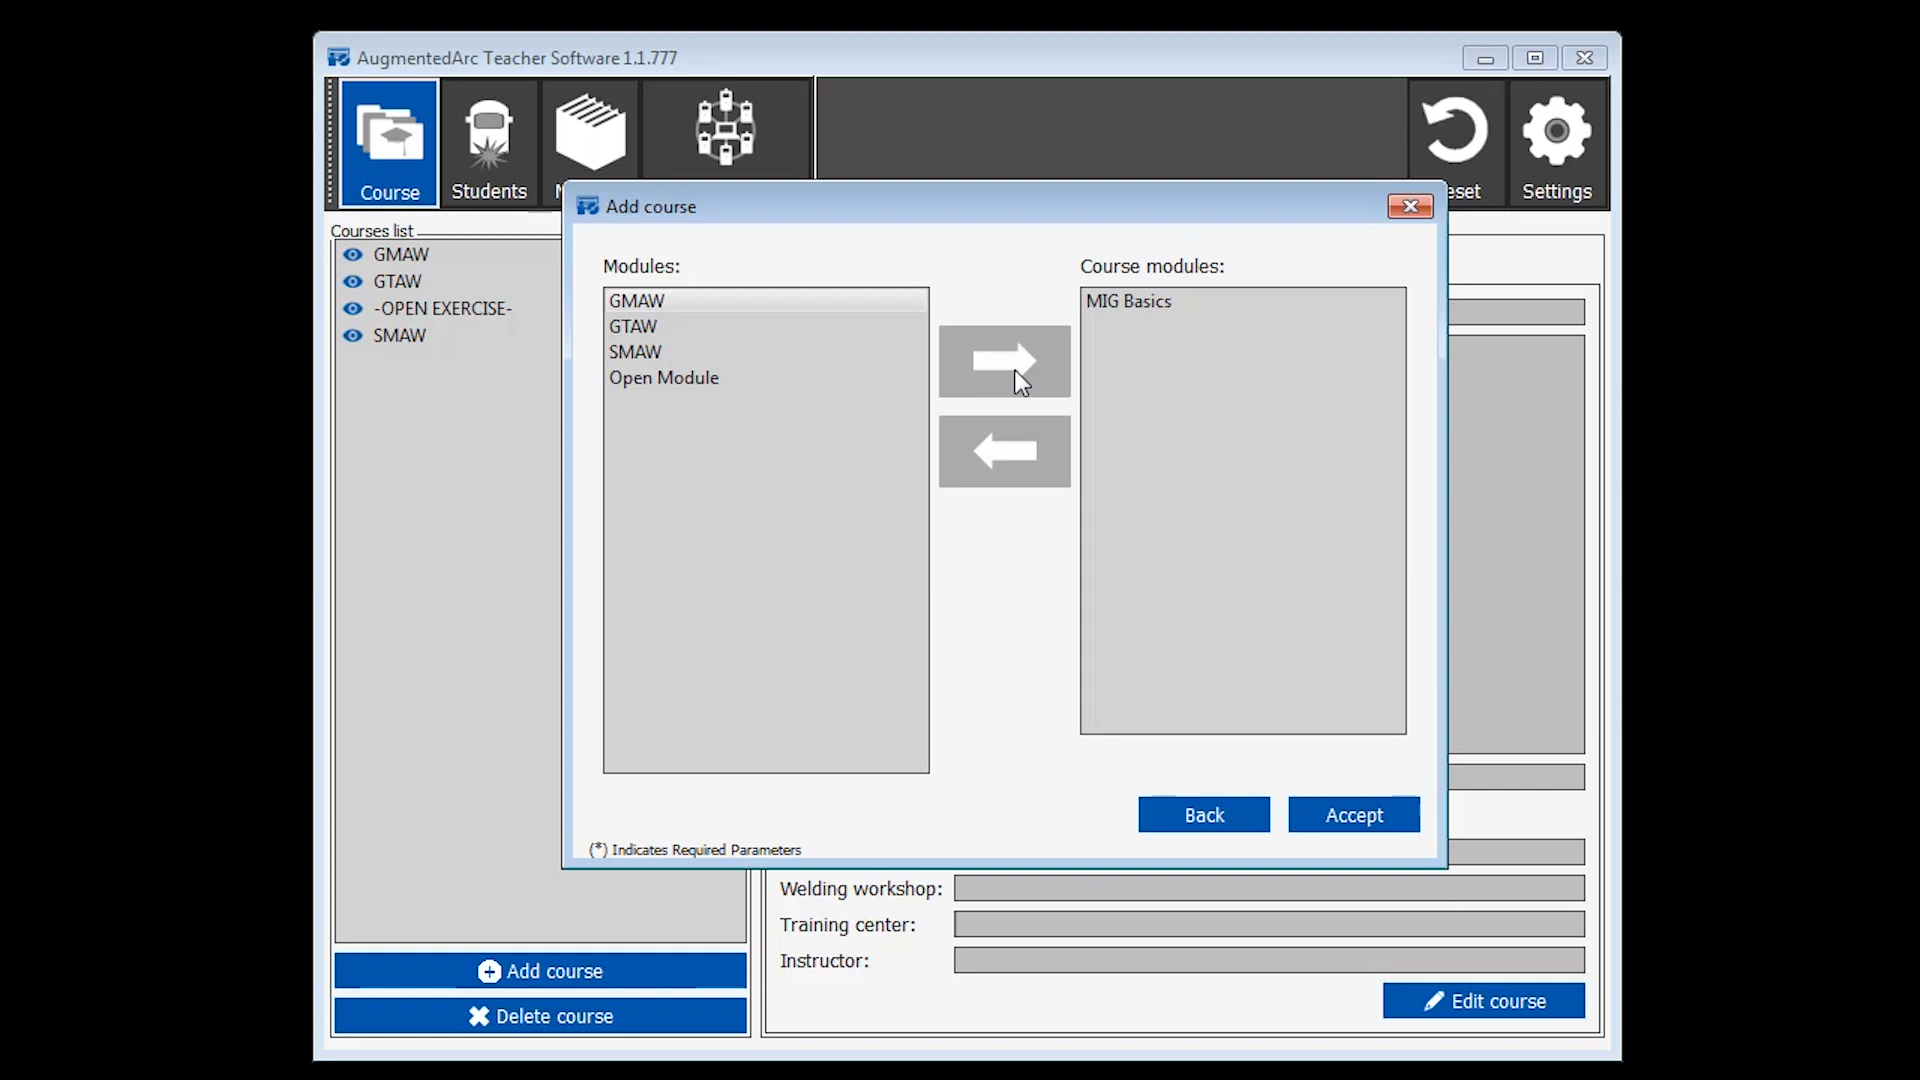 AugmentedArc Teacher Software 1.1.777
Course
Students
Settings
Courses list
GMAW
GTAW
-OPEN EXERCISE-
SMAW
Add course
Modules:
GMAW
GTAW
SMAW
Open Module
Course modules:
MIG Basics
Back
Accept
(*) Indicates Required Parameters
Welding workshop:
Training center:
Instructor:
Add course
Delete course
Edit course